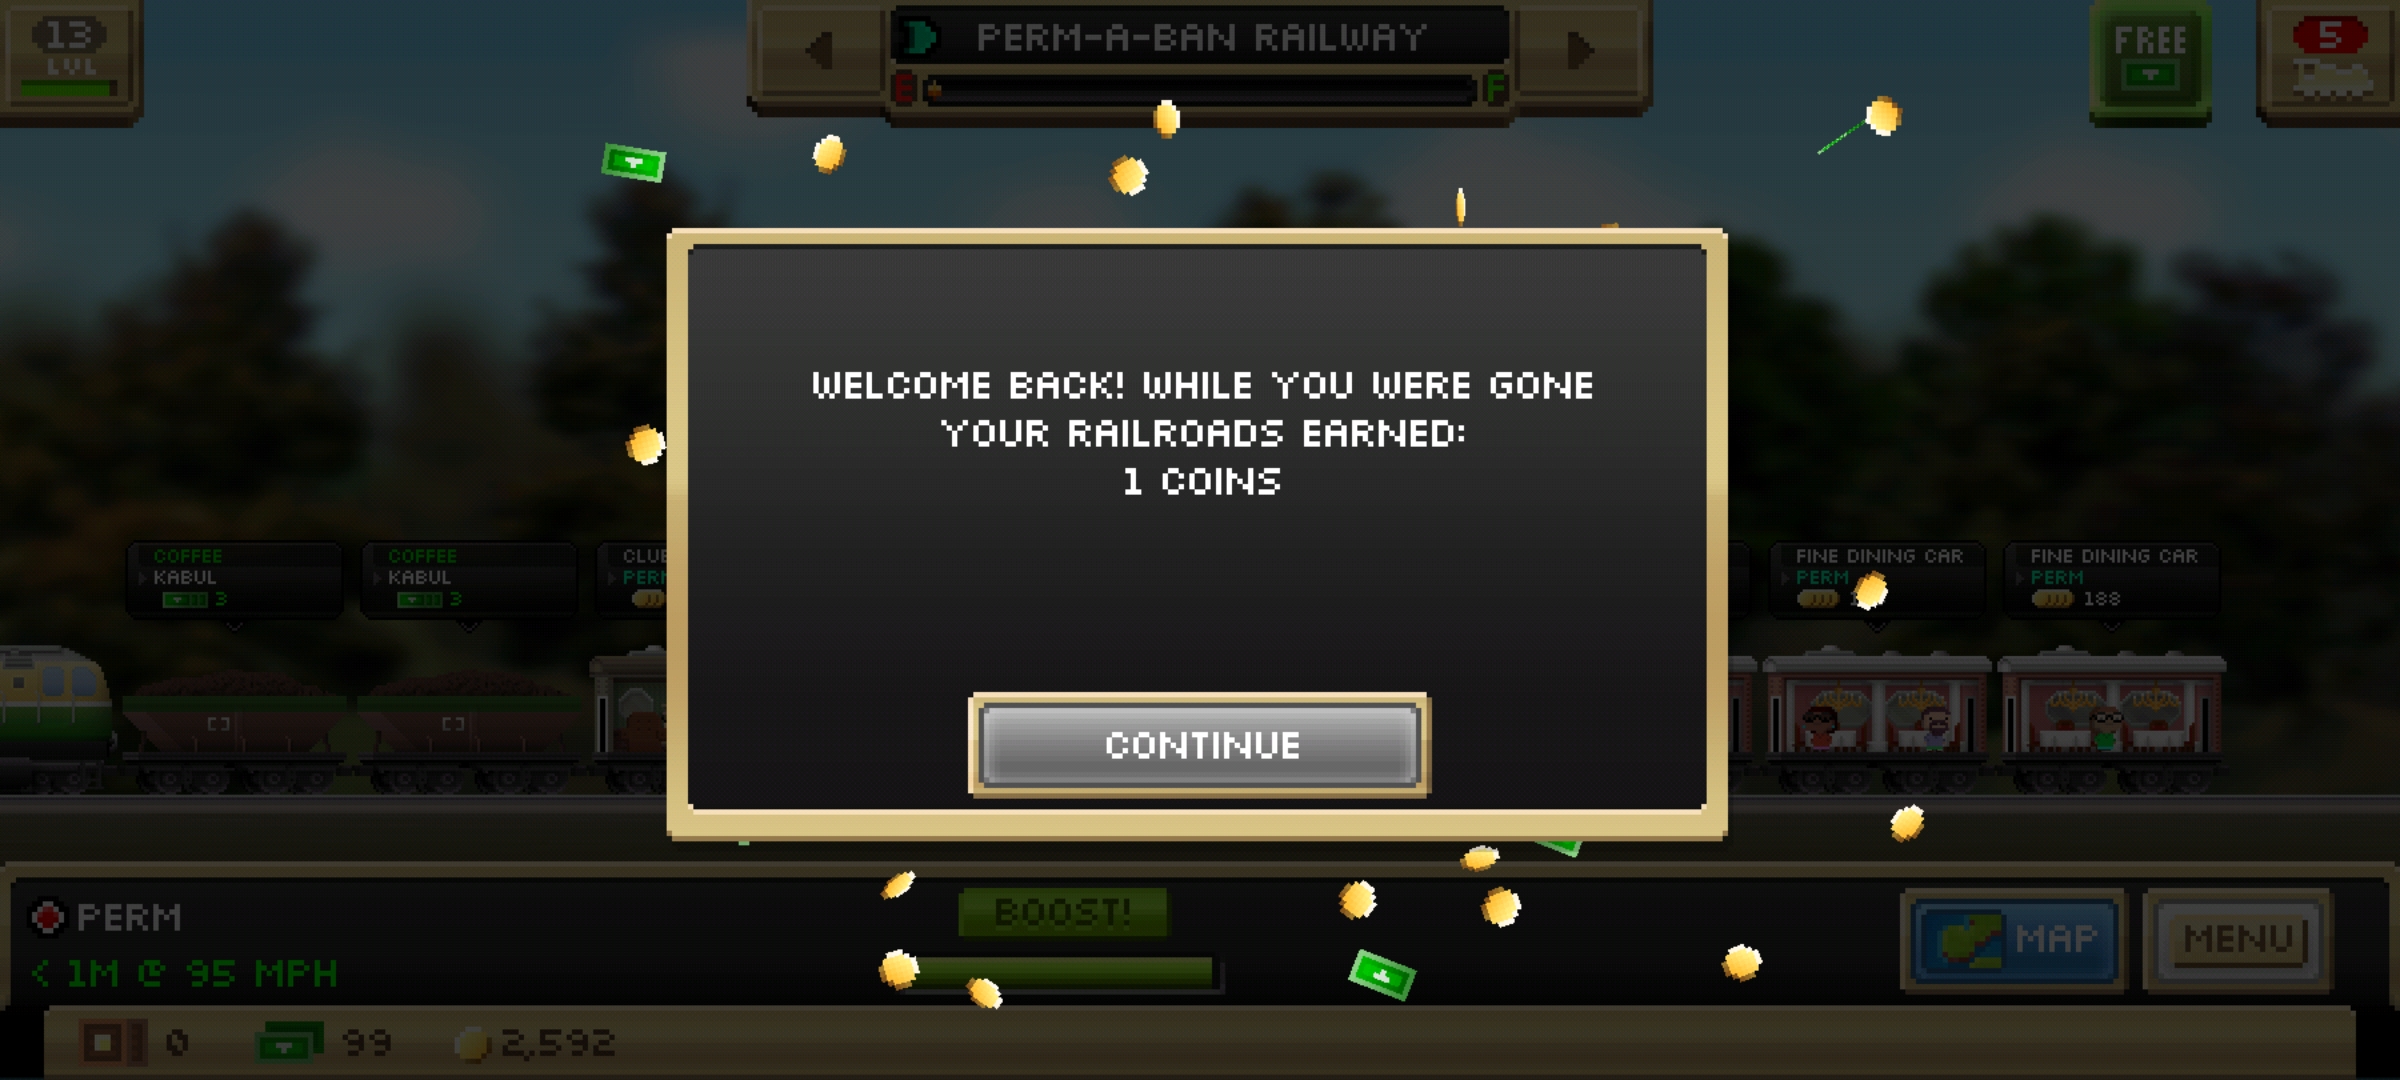 13
LVL
PERM-A-BAN RAILWAY
E F
FREE
5
WELCOME BACK! WHILE YOU WERE GONE
YOUR RAILROADS EARNED:
1 COINS
COFFEE
KABUL
3
COFFEE
KABUL
3
FINE DINING CAR
PERM
FINE DINING CAR
PERM
188
CONTINUE
PERM
< 1M @ 95 MPH
BOOST!
MAP
MENU
0
99
2,592